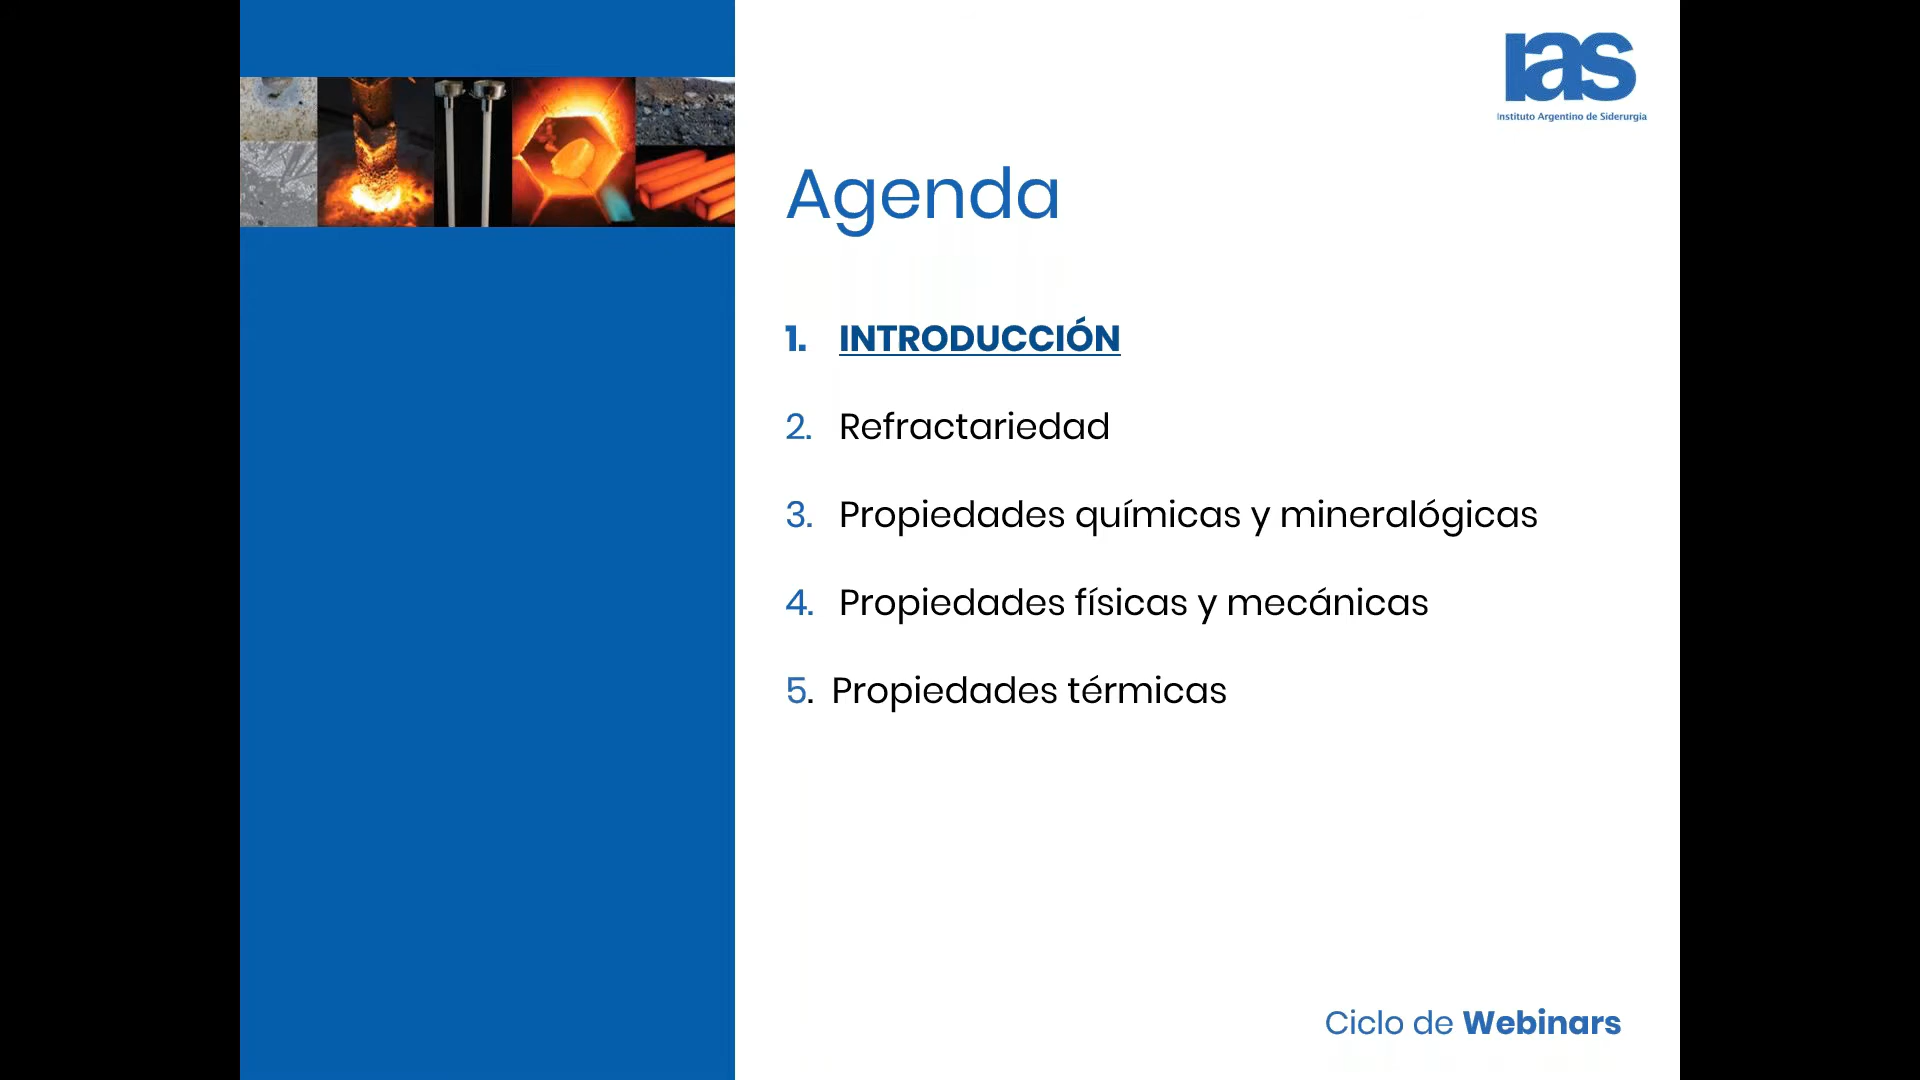 ias
Instituto Argentino de Siderurgia
Agenda
1. INTRODUCCIÓN
2. Refractariedad
3. Propiedades químicas y mineralógicas
4. Propiedades físicas y mecánicas
5. Propiedades térmicas
Ciclo de Webinars